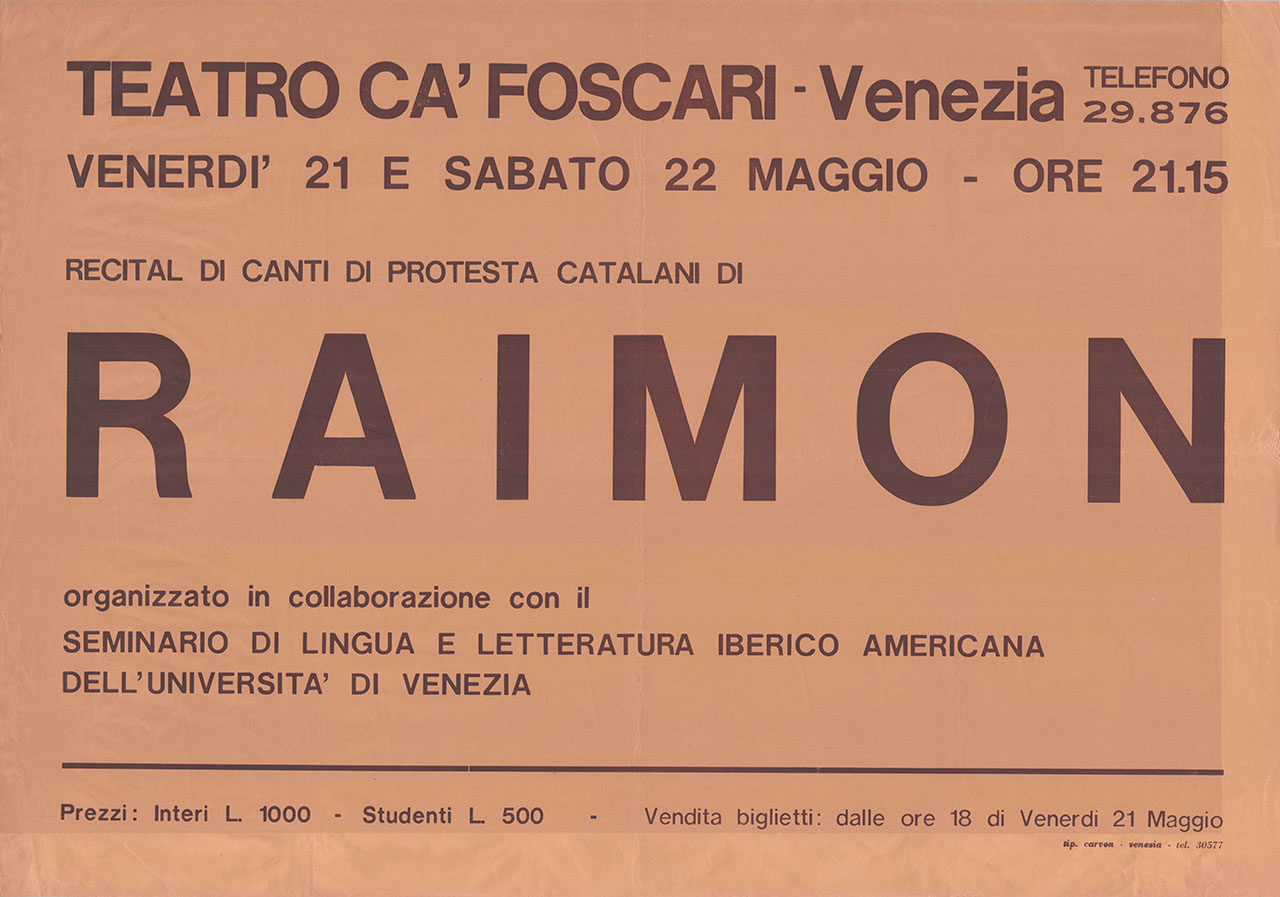 TEATRO CA' FOSCARI - Venezia TELEFONO 29.876
VENERDI' 21 E SABATO 22 MAGGIO - ORE 21.15
RECITAL DI CANTI DI PROTESTA CATALANI DI
RAIMON
organizzato in collaborazione con il
SEMINARIO DI LINGUA E LETTERATURA IBERICO AMERICANA
DELL'UNIVERSITA' DI VENEZIA
Prezzi: Interi L. 1000 - Studenti L. 500 - Vendita biglietti: dalle ore 18 di Venerdi 21 Maggio
tip. carven - venezia - tel. 30577